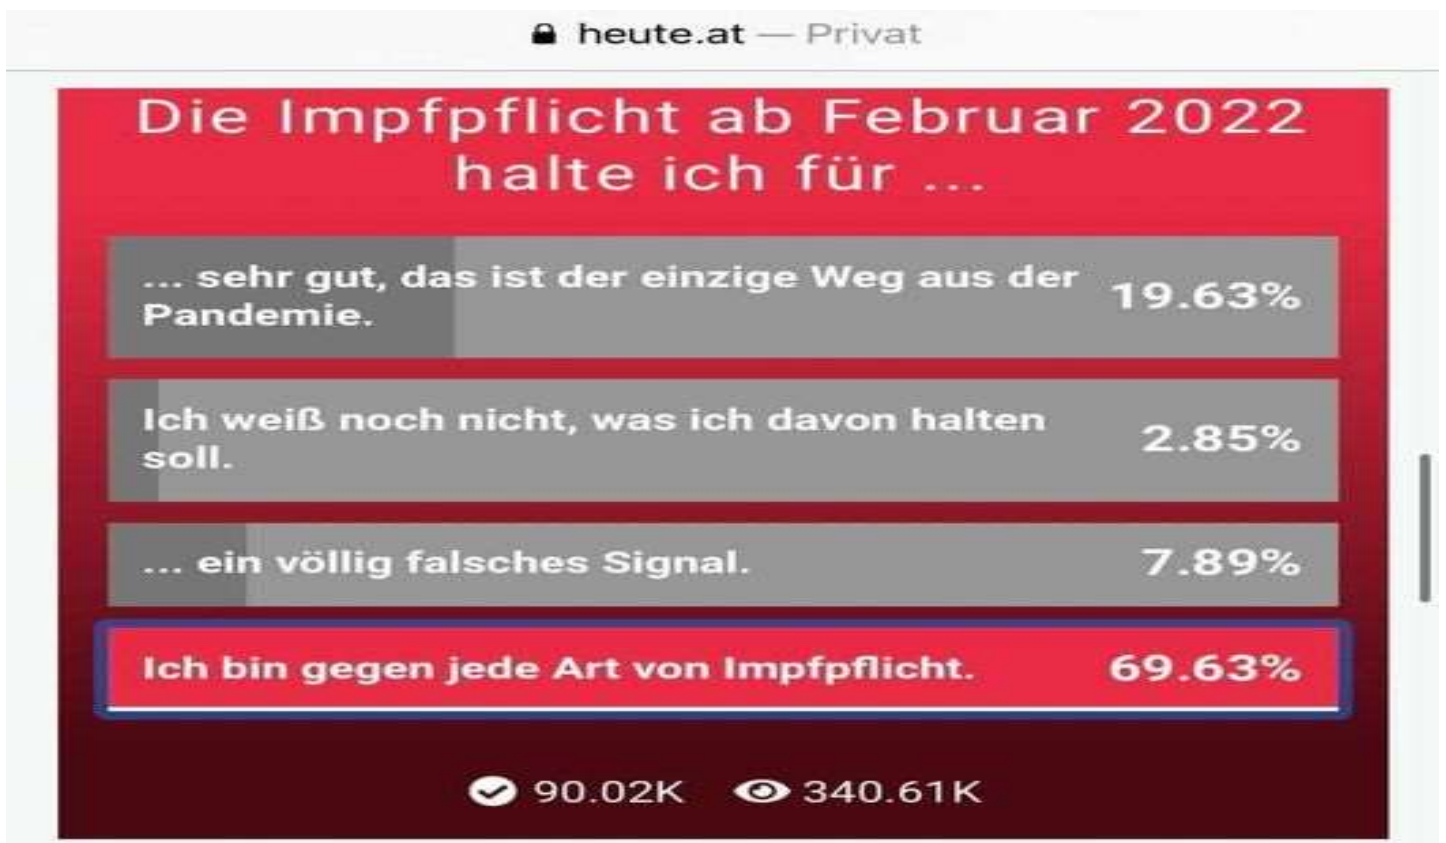 heute.at — Privat
Die Impfpflicht ab Februar 2022
halte ich für ...
... sehr gut, das ist der einzige Weg aus der
Pandemie.
19.63%
Ich weiß noch nicht, was ich davon halten
soll.
2.85%
... ein völlig falsches Signal.
7.89%
Ich bin gegen jede Art von Impfpflicht.
69.63%
90.02K 340.61K